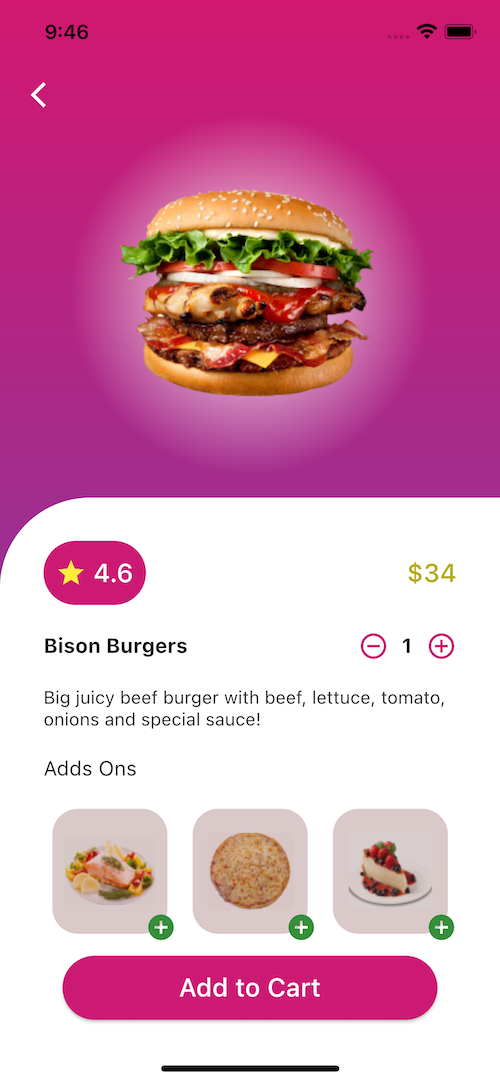 9:46
4.6
$34
Bison Burgers
1
Big juicy beef burger with beef, lettuce, tomato,
onions and special sauce!
Adds Ons
Add to Cart